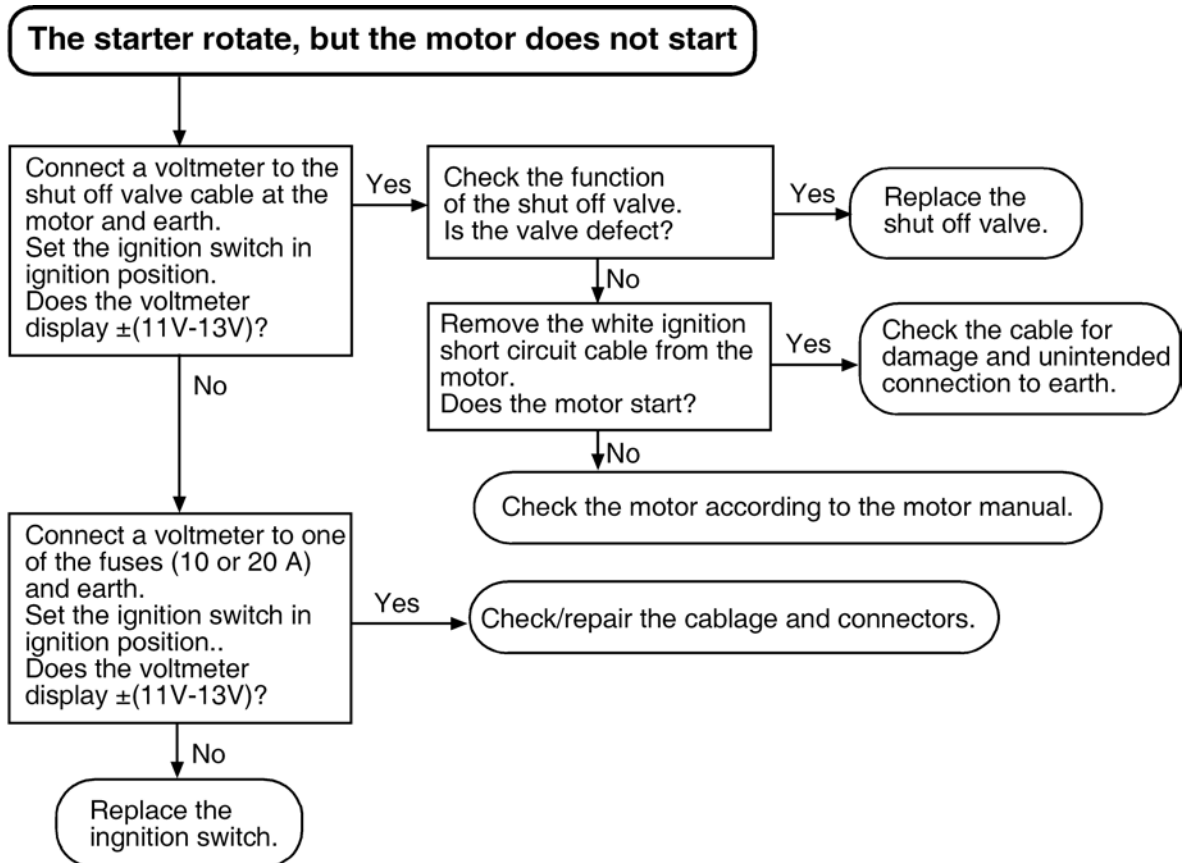 The starter rotate, but the motor does not start
Connect a voltmeter to the
shut off valve cable at the
motor and earth.
Set the ignition switch in
ignition position.
Does the voltmeter
display ±(11V-13V)?
Yes
Check the function
of the shut off valve.
Is the valve defect?
Yes
Replace the
shut off valve.
No
Remove the white ignition
short circuit cable from the
motor.
Does the motor start?
Yes
Check the cable for
damage and unintended
connection to earth.
No
No
Check the motor according to the motor manual.
Connect a voltmeter to one
of the fuses (10 or 20 A)
and earth.
Set the ignition switch in
ignition position..
Does the voltmeter
display ±(11V-13V)?
Yes
Check/repair the cablage and connectors.
No
Replace the
ingnition switch.